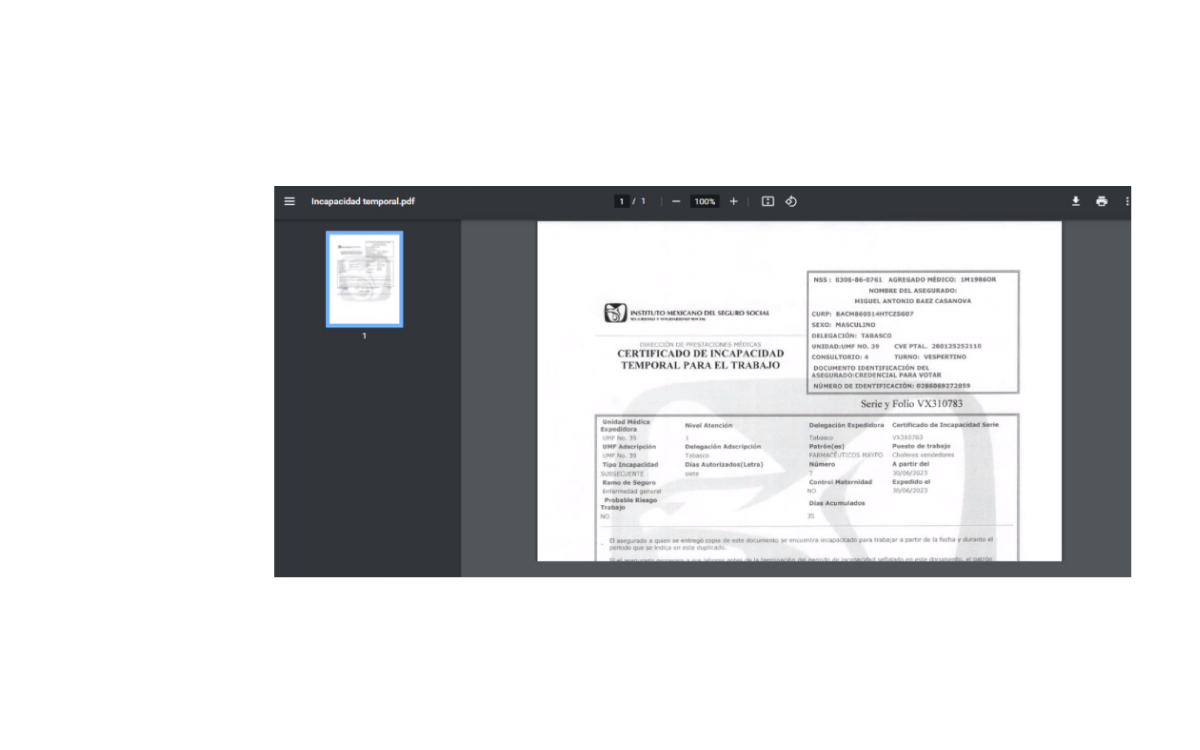 Incapacidad temporal.pdf
1 / 1
100%
1
NSS : 8306-86-0761 AGREGADO MÉDICO: 1M1986OR
NOMBRE DEL ASEGURADO:
MIGUEL ANTONIO BAEZ CASANOVA
INSTITUTO MEXICANO DEL SEGURO SOCIAL
SEGURIDAD Y SOLIDARIDAD SOCIAL
CURP: BACM860514HTCZSG07
SEXO: MASCULINO
DELEGACIÓN: TABASCO
DIRECCIÓN DE PRESTACIONES MÉDICAS
UNIDAD:UMF NO. 39 CVE PTAL. 280125252110
CERTIFICADO DE INCAPACIDAD
TEMPORAL PARA EL TRABAJO
CONSULTORIO: 4 TURNO: VESPERTINO
DOCUMENTO IDENTIFICACIÓN DEL
ASEGURADO:CREDENCIAL PARA VOTAR
NÚMERO DE IDENTIFICACIÓN: 0286069272059
Serie y Folio VX310783
Unidad Médica Expedidora Nivel Atención Delegación Expedidora Certificado de Incapacidad Serie
UMF No. 39 1 Tabasco VX310783
UMF Adscripción Delegación Adscripción Patrón(es) Puesto de trabajo
UMF No. 39 Tabasco FARMACÉUTICOS MAYPO Choferes vendedores
Tipo Incapacidad Días Autorizados(Letra) Número A partir del
SUBSECUENTE siete 7 30/06/2023
Ramo de Seguro Control Maternidad Expedido el
Enfermedad general NO 30/06/2023
Probable Riesgo Trabajo Días Acumulados
NO 35
El asegurado a quien se entregó copia de este documento se encuentra incapacitado para trabajar a partir de la fecha y durante el
periodo que se indica en este duplicado.